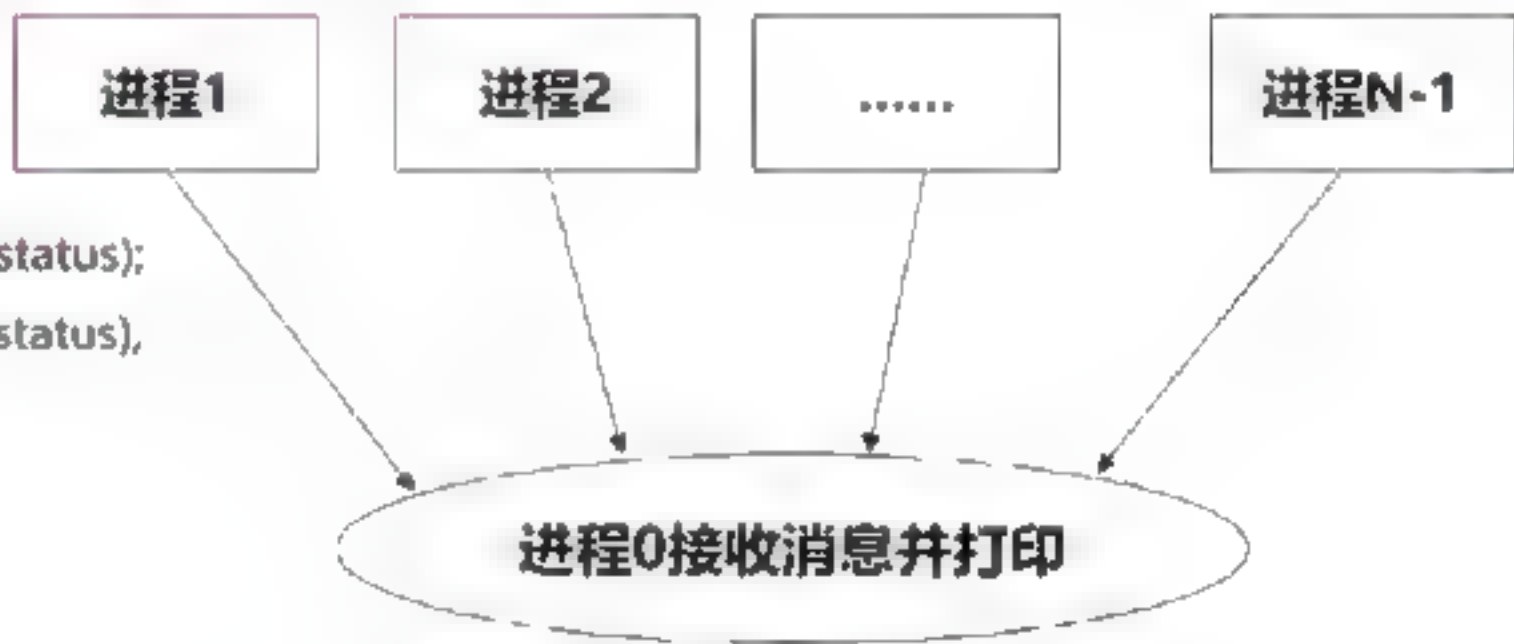 进程1
进程2
......
进程N-1
status);
status),
进程0接收消息并打印